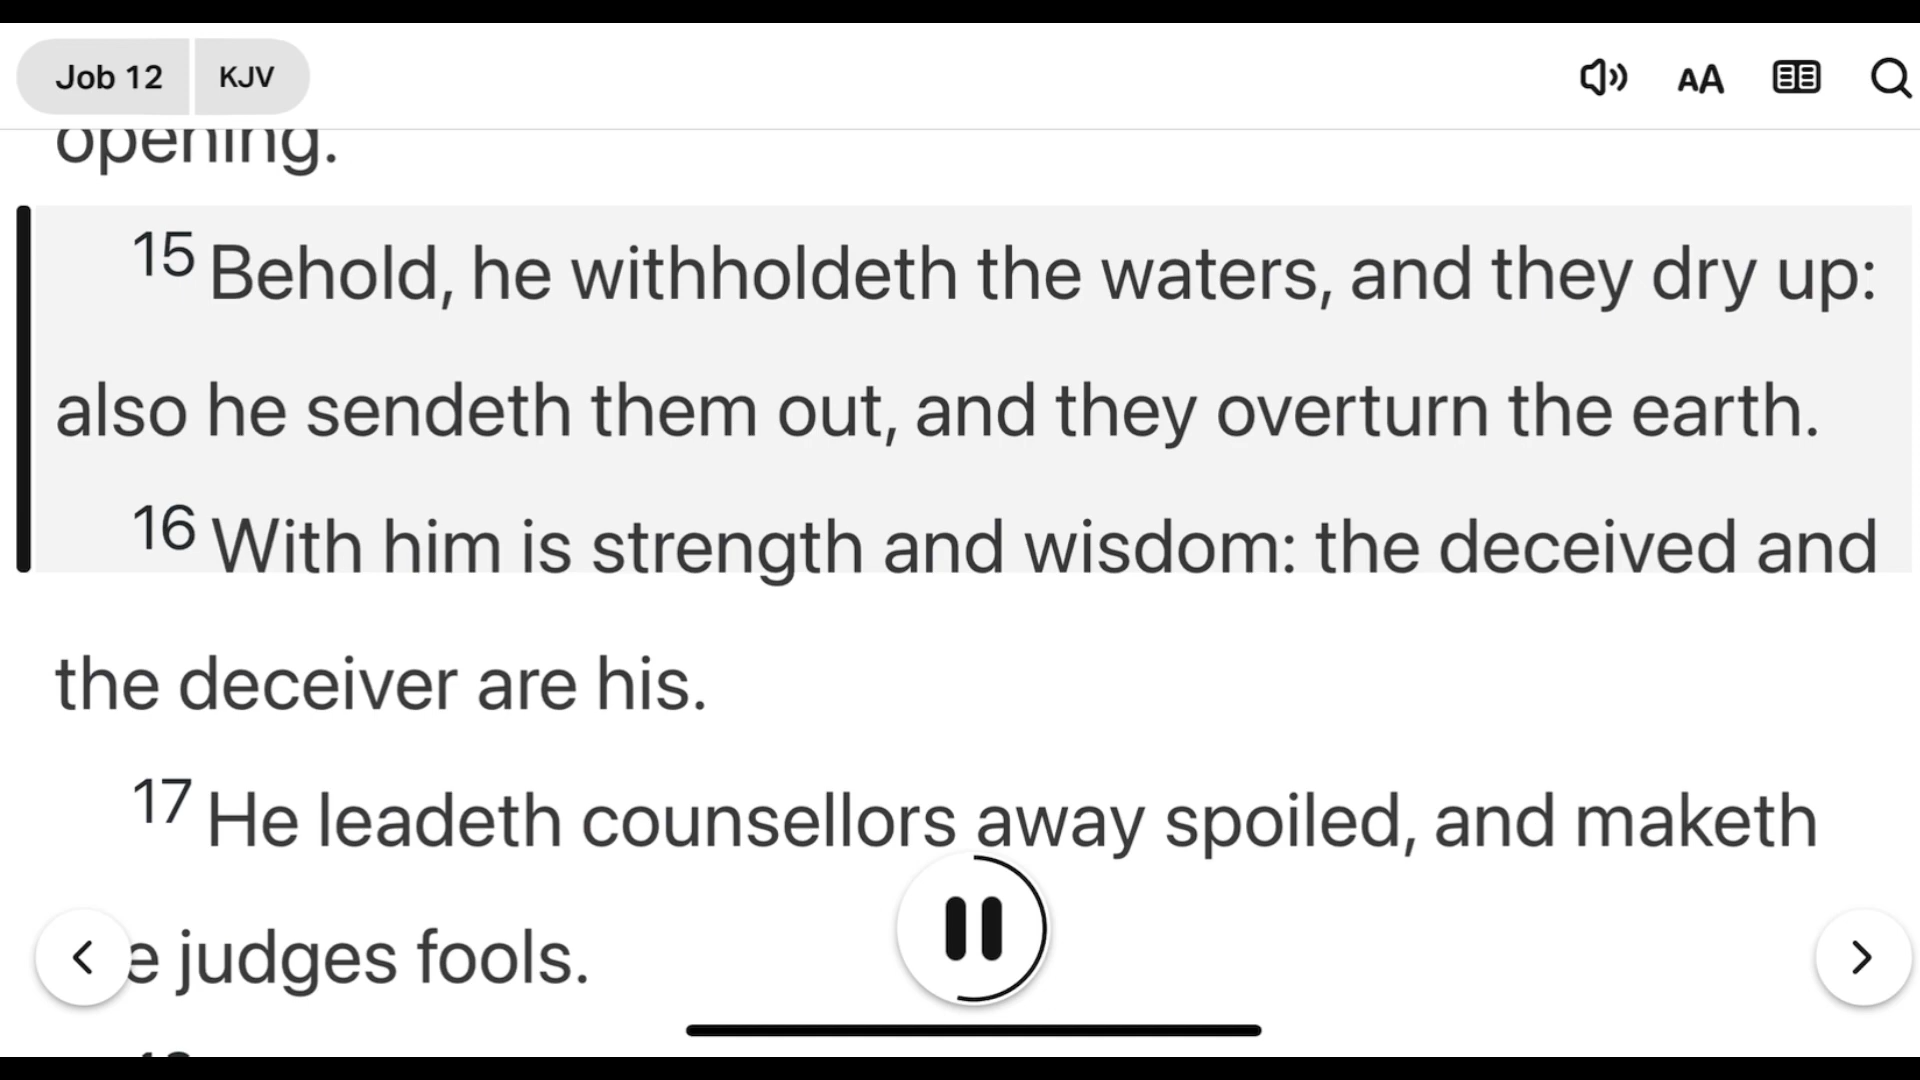 Job 12 KJV AA
opening.
15 Behold, he withholdeth the waters, and they dry up:
also he sendeth them out, and they overturn the earth.
16 With him is strength and wisdom: the deceived and
the deceiver are his.
17 He leadeth counsellors away spoiled, and maketh
e judges fools.